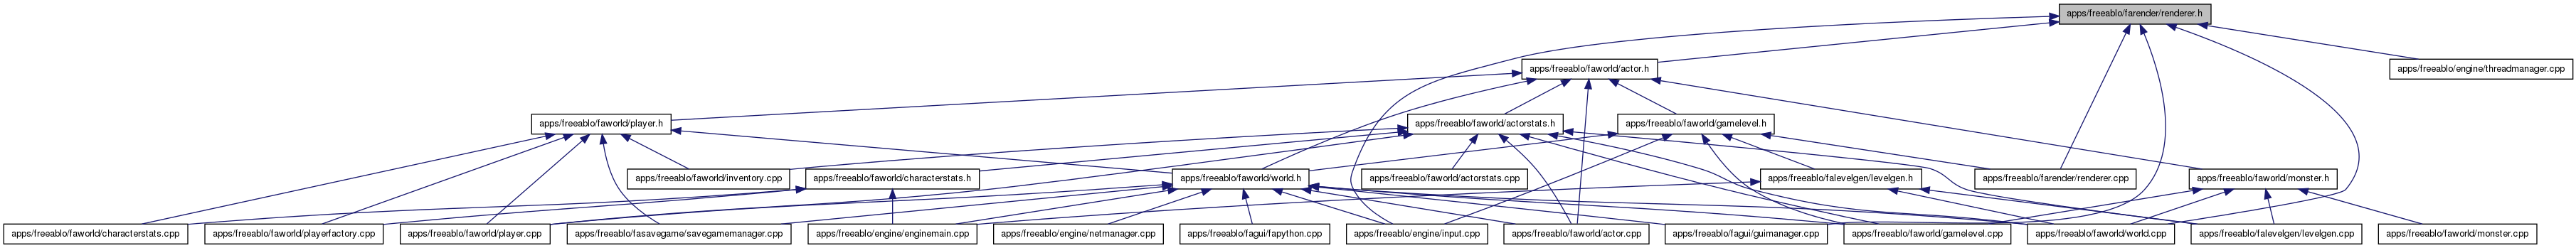 apps/freeablo/farender/renderer.h
apps/freeablo/faworld/actor.h
apps/freeablo/engine/threadmanager.cpp
apps/freeablo/faworld/player.h
apps/freeablo/faworld/actorstats.h
apps/freeablo/faworld/gamelevel.h
apps/freeablo/faworld/inventory.cpp
apps/freeablo/faworld/characterstats.h
apps/freeablo/faworld/world.h
apps/freeablo/faworld/actorstats.cpp
apps/freeablo/falevelgen/levelgen.h
apps/freeablo/farender/renderer.cpp
apps/freeablo/faworld/monster.h
apps/freeablo/faworld/characterstats.cpp
apps/freeablo/faworld/playerfactory.cpp
apps/freeablo/faworld/player.cpp
apps/freeablo/fasavegame/savegamemanager.cpp
apps/freeablo/engine/enginemain.cpp
apps/freeablo/engine/netmanager.cpp
apps/freeablo/fagui/fapython.cpp
apps/freeablo/engine/input.cpp
apps/freeablo/faworld/actor.cpp
apps/freeablo/fagui/guimanager.cpp
apps/freeablo/faworld/gamelevel.cpp
apps/freeablo/faworld/world.cpp
apps/freeablo/falevelgen/levelgen.cpp
apps/freeablo/faworld/monster.cpp